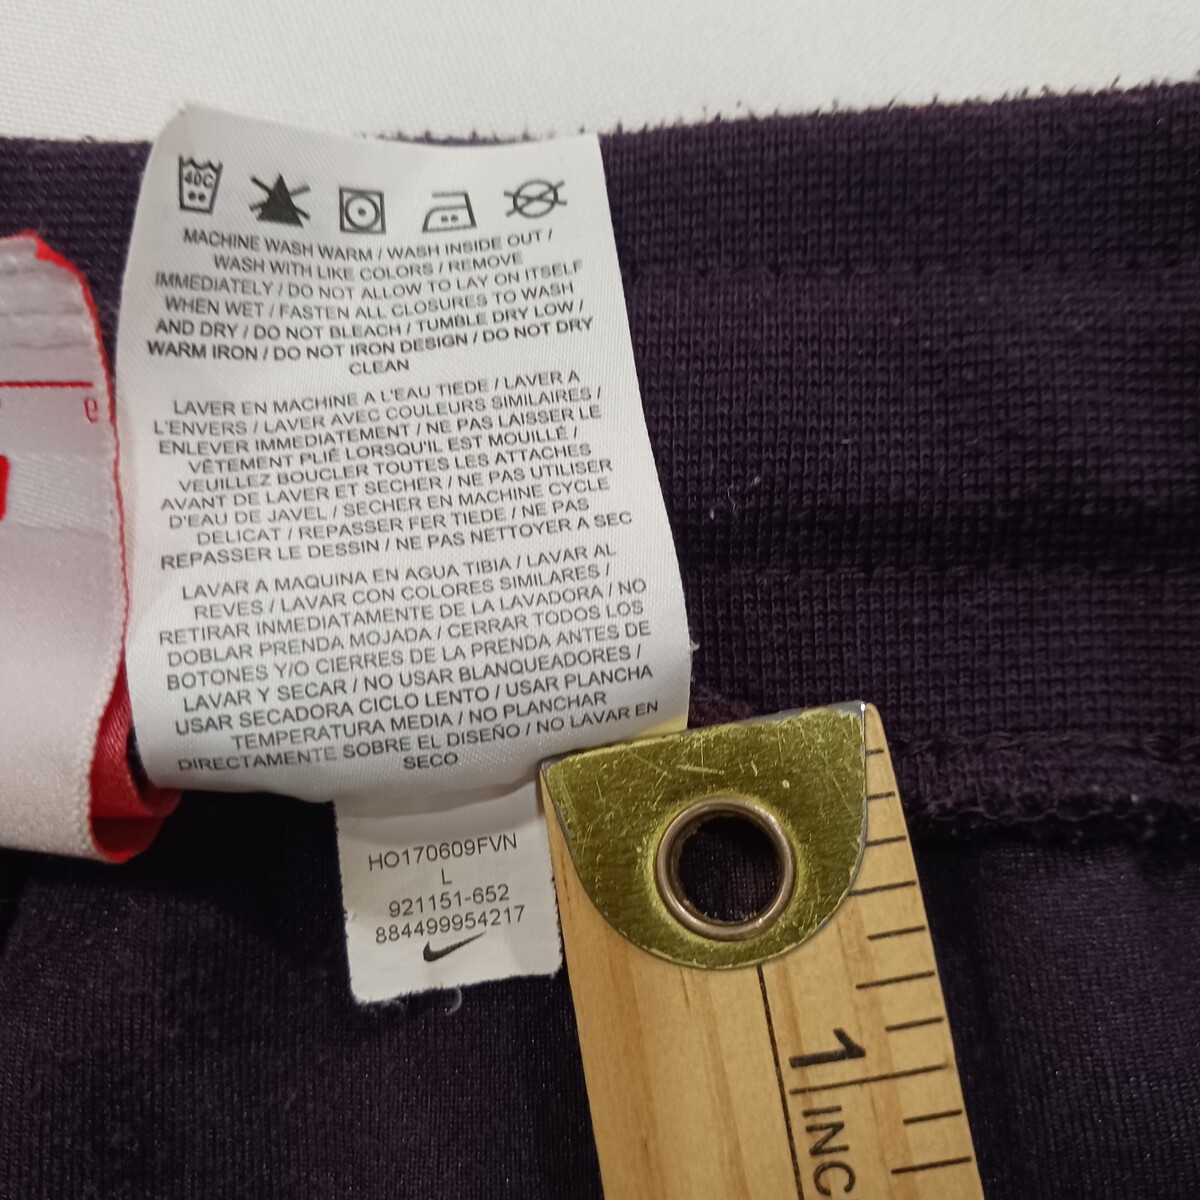 40C
MACHINE WASH WARM / WASH INSIDE OUT /
WASH WITH LIKE COLORS / REMOVE
IMMEDIATELY / DO NOT ALLOW TO LAY ON ITSELF
WHEN WET / FASTEN ALL CLOSURES TO WASH
AND DRY / DO NOT BLEACH / TUMBLE DRY LOW /
WARM IRON / DO NOT IRON DESIGN / DO NOT DRY
CLEAN
LAVER EN MACHINE A L'EAU TIEDE / LAVER A
L'ENVERS / LAVER AVEC COULEURS SIMILAIRES /
ENLEVER IMMEDIATEMENT / NE PAS LAISSER LE
VÊTEMENT PLIÉ LORSQU'IL EST MOUILLÉ /
VEUILLEZ BOUCLER TOUTES LES ATTACHES
AVANT DE LAVER ET SECHER / NE PAS UTILISER
D'EAU DE JAVEL / SECHER EN MACHINE CYCLE
DELICAT / REPASSER FER TIEDE / NE PAS
REPASSER LE DESSIN / NE PAS NETTOYER A SEC
LAVAR A MAQUINA EN AGUA TIBIA / LAVAR AL
REVES / LAVAR CON COLORES SIMILARES /
RETIRAR INMEDIATAMENTE DE LA LAVADORA / NO
DOBLAR PRENDA MOJADA / CERRAR TODOS LOS
BOTONES Y/O CIERRES DE LA PRENDA ANTES DE
LAVAR Y SECAR / NO USAR BLANQUEADORES /
USAR SECADORA CICLO LENTO / USAR PLANCHA
TEMPERATURA MEDIA / NO PLANCHAR
DIRECTAMENTE SOBRE EL DISEÑO / NO LAVAR EN
SECO
HO170609FVN
L
921151-652
884499954217
1
INC